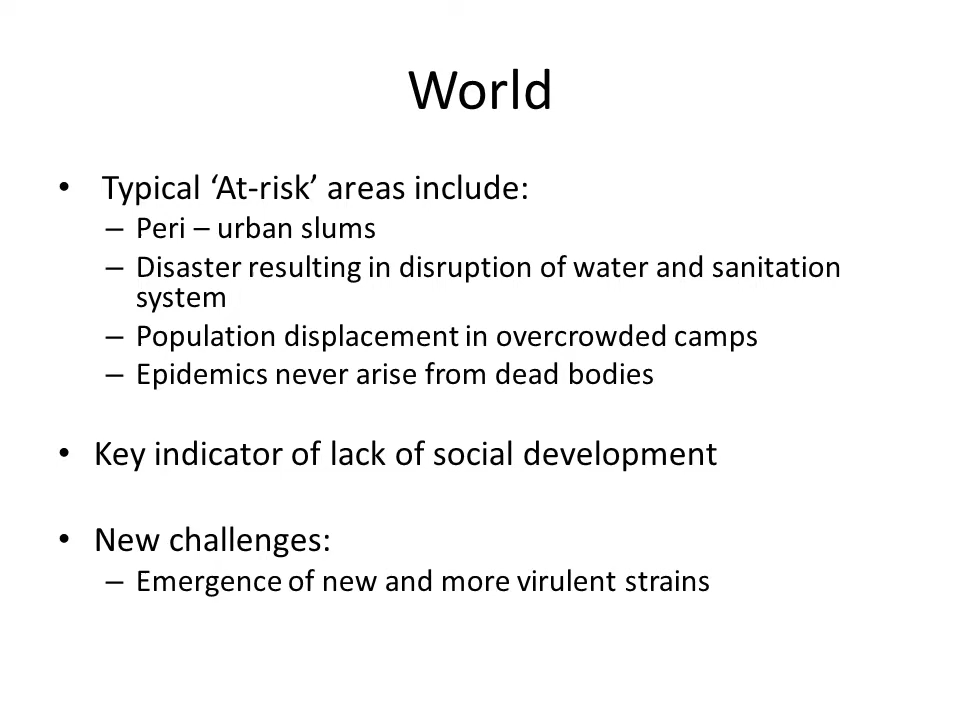 World
• Typical ‘At-risk’ areas include:
– Peri – urban slums
– Disaster resulting in disruption of water and sanitation
system
– Population displacement in overcrowded camps
– Epidemics never arise from dead bodies
• Key indicator of lack of social development
• New challenges:
– Emergence of new and more virulent strains